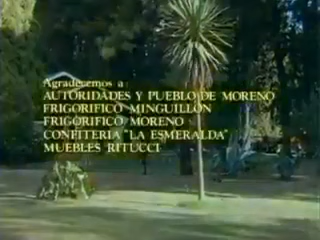 Agradecemos a:
AUTORIDADES Y PUEBLO DE MORENO
FRIGORIFICO MINGUILLON
FRIGORIFICO MORENO
CONFITERIA "LA ESMERALDA"
MUEBLES RITUCCI